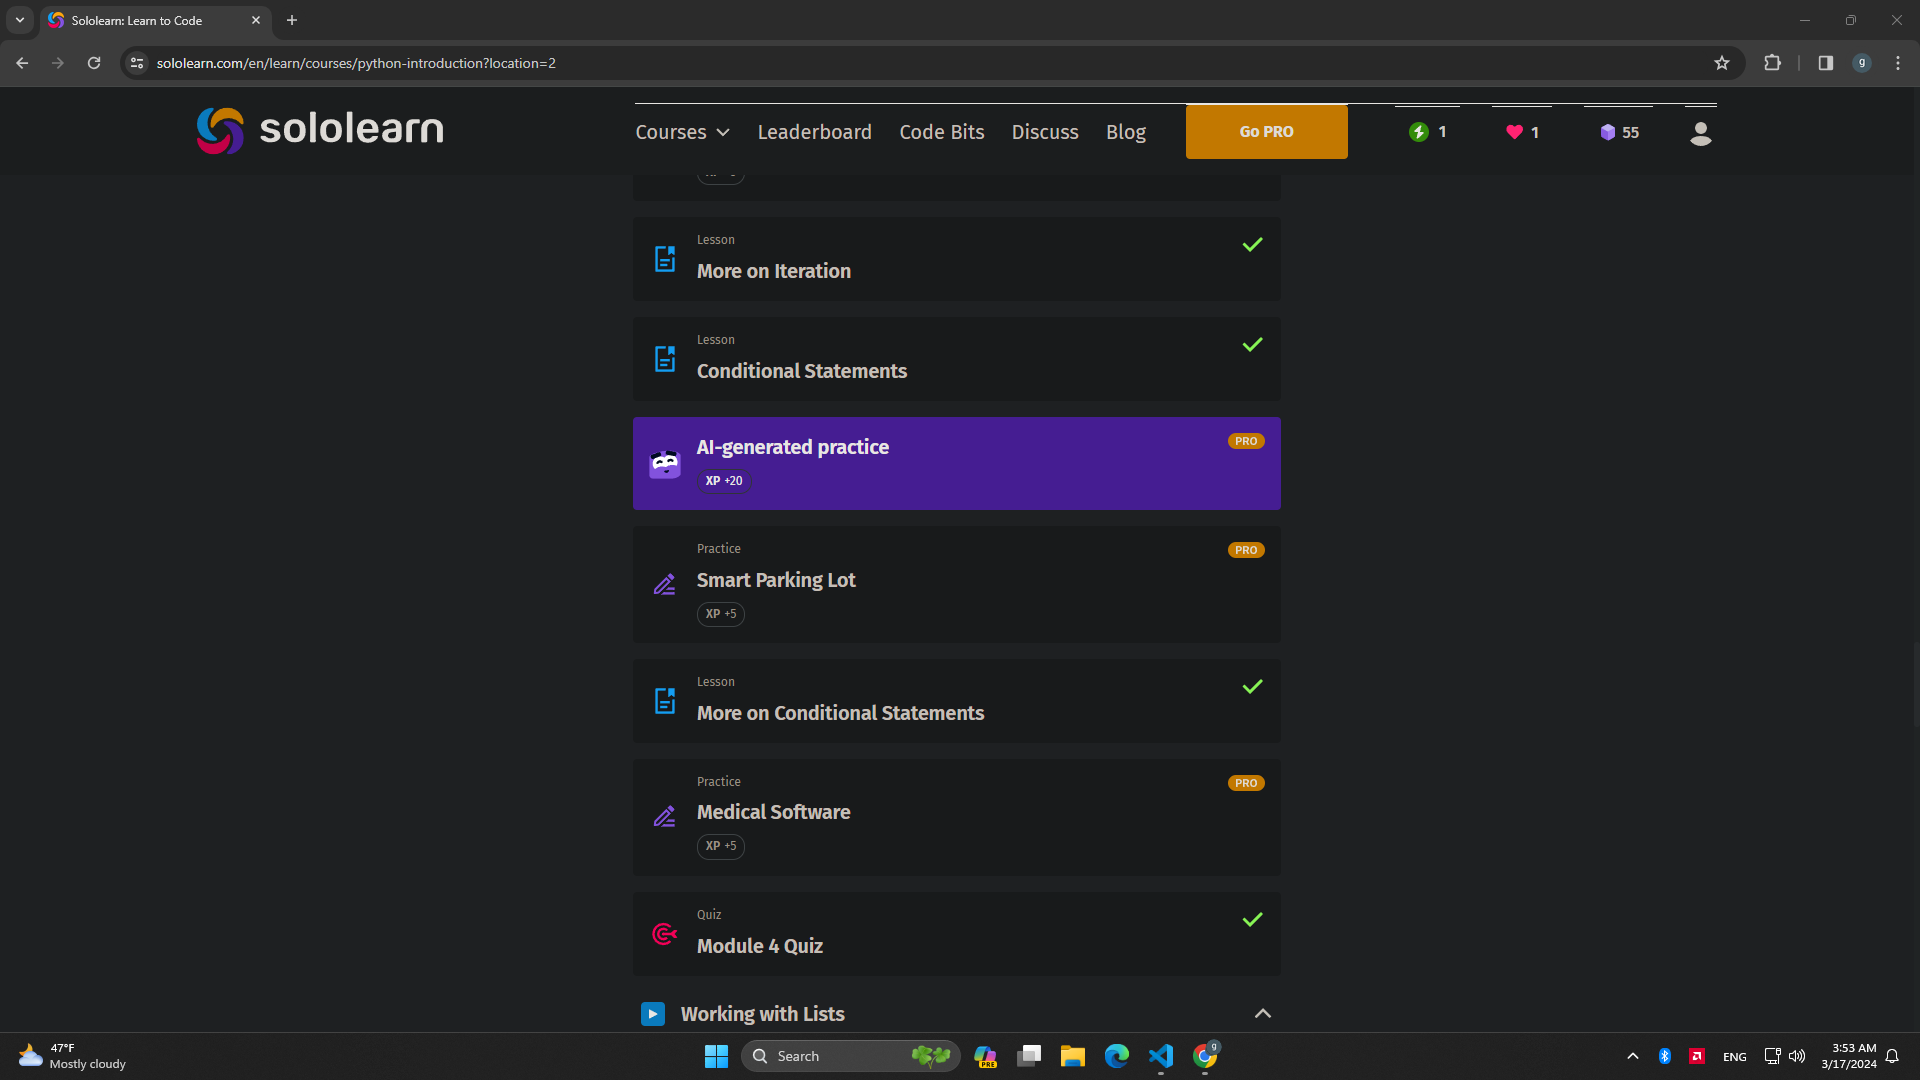 Sololearn: Learn to Code
sololearn.com/en/learn/courses/python-introduction?location=2
g
sololearn
Courses
Leaderboard
Code Bits
Discuss
Blog
Go PRO
1
1
55
Lesson
More on Iteration
Lesson
Conditional Statements
AI-generated practice
PRO
XP +20
Practice
PRO
Smart Parking Lot
XP +5
Lesson
More on Conditional Statements
Practice
PRO
Medical Software
XP +5
Quiz
Module 4 Quiz
Working with Lists
47°F
Mostly cloudy
Search
PRE
g
ENG
3:53 AM
3/17/2024